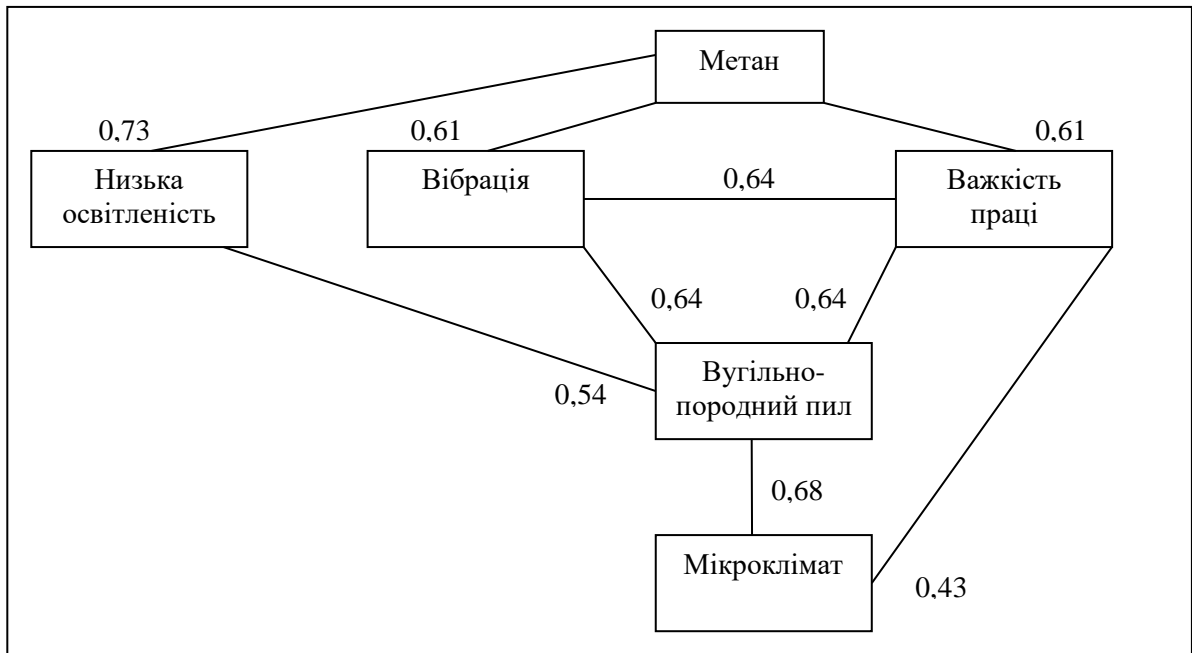 Метан
0,73
0,61
0,61
Низька
освітленість
Вібрація
0,64
Важкість
праці
0,64
0,64
Вугільно-
породний пил
0,54
0,68
Мікроклімат
0,43